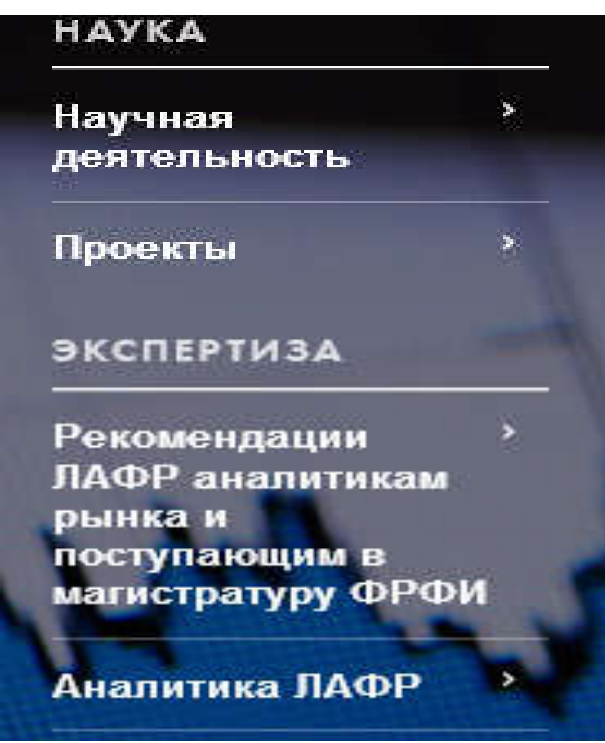 НАУКА
Научная ›
деятельность
Проекты ›
ЭКСПЕРТИЗА
Рекомендации ›
ЛАФР аналитикам
рынка и
поступающим в
магистратуру ФРФИ
Аналитика ЛАФР ›